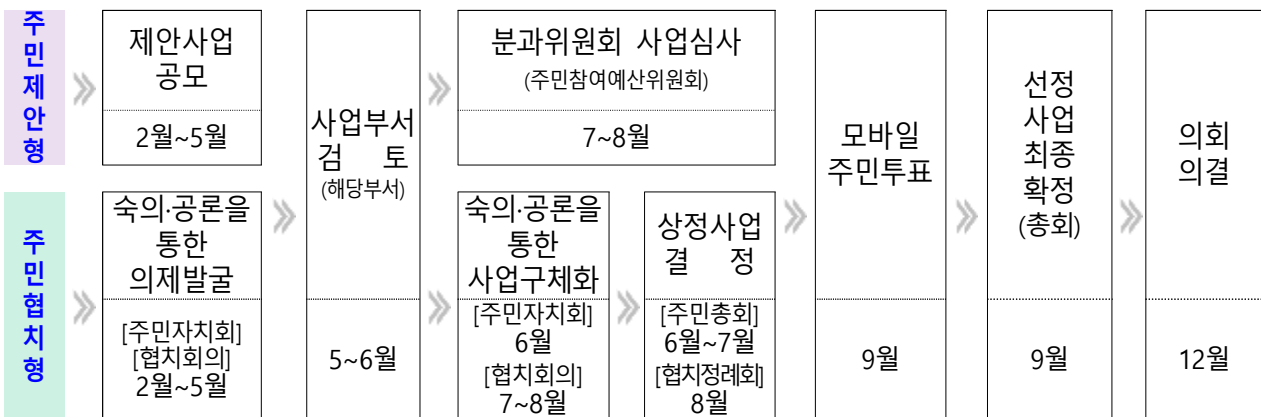 주민제안형
제안사업
공모
2월~5월
사업부서
검 토
(해당부서)
5~6월
분과위원회 사업심사
(주민참여예산위원회)
7~8월
모바일
주민투표
9월
선정
사업
최종
확정
(총회)
9월
의회
의결
12월
주민협치형
숙의·공론을
통한
의제발굴
[주민자치회]
[협치회의]
2월~5월
숙의·공론을
통한
사업구체화
[주민자치회]
6월
[협치회의]
7~8월
상정사업
결 정
[주민총회]
6월~7월
[협치정례회]
8월